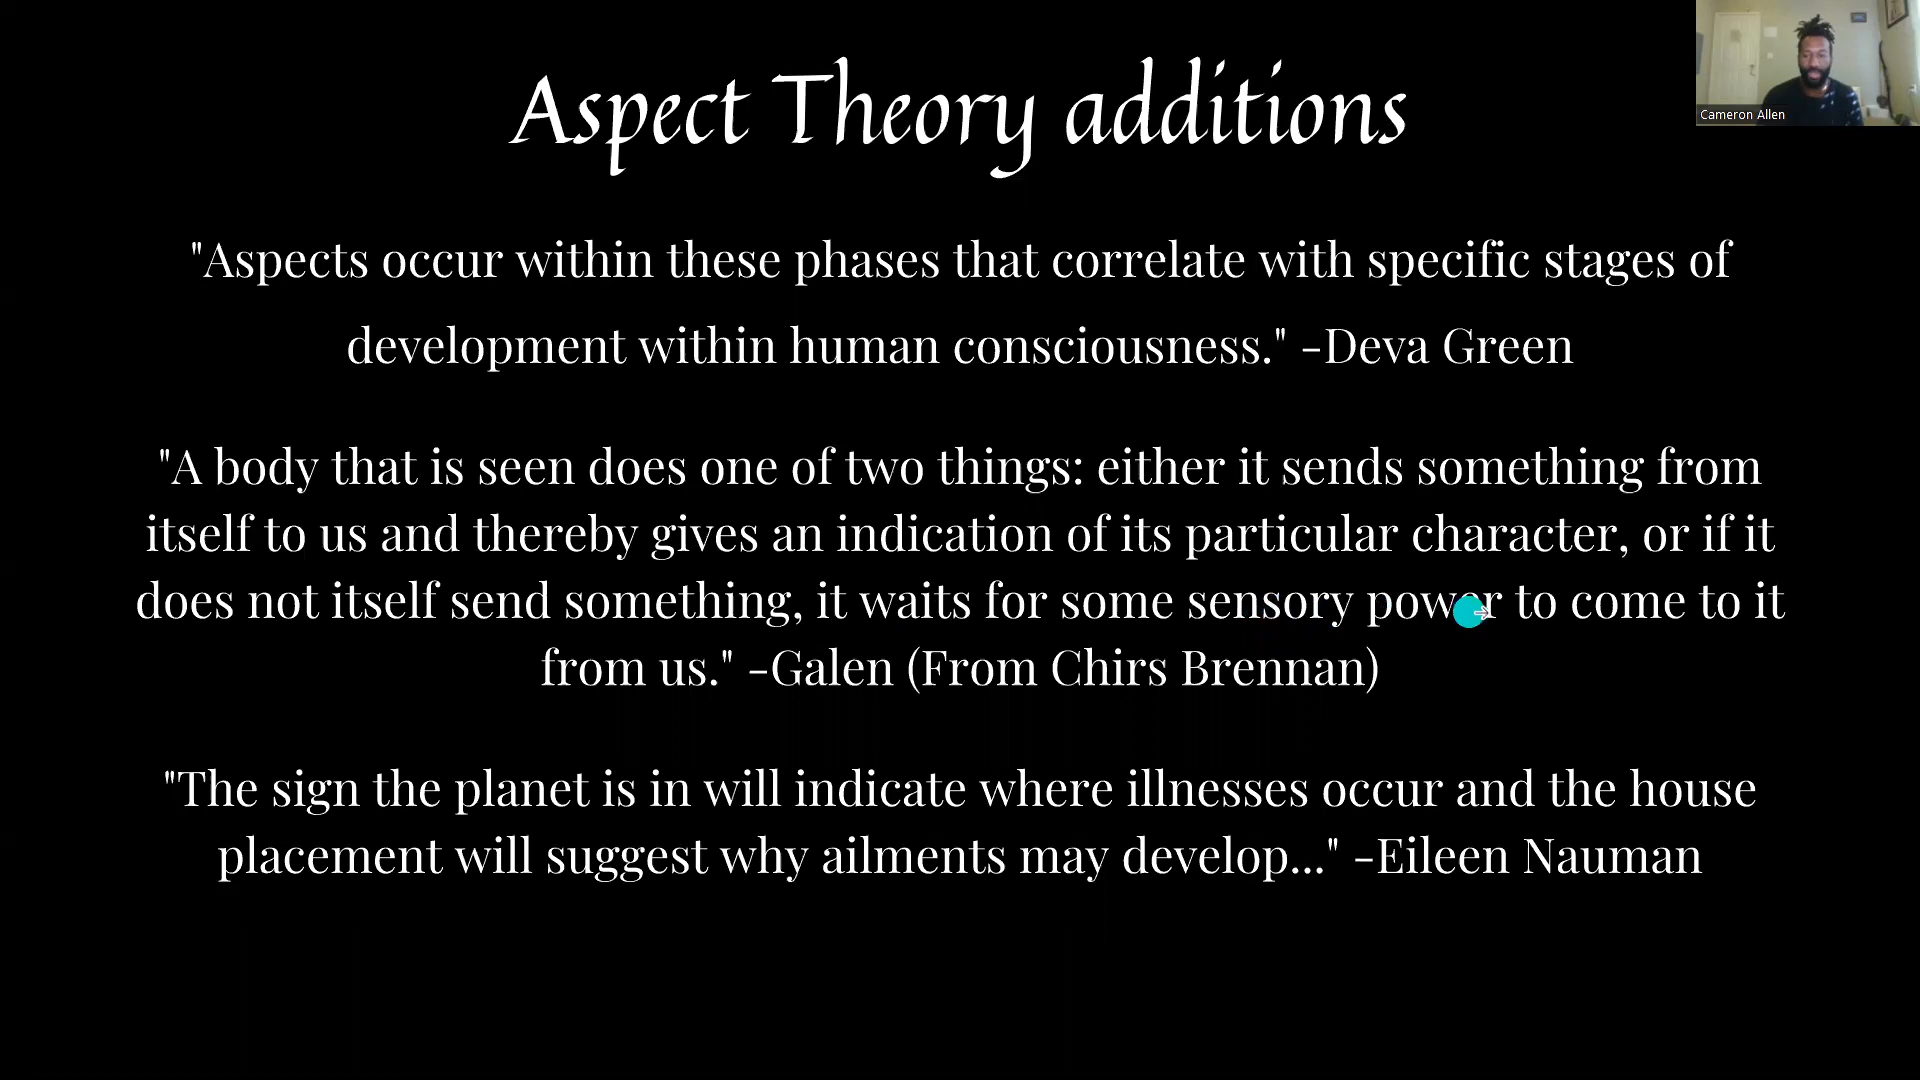 Aspect Theory additions
Cameron Allen
"Aspects occur within these phases that correlate with specific stages of
development within human consciousness." -Deva Green
"A body that is seen does one of two things: either it sends something from
itself to us and thereby gives an indication of its particular character, or if it
does not itself send something, it waits for some sensory power to come to it
from us." -Galen (From Chirs Brennan)
"The sign the planet is in will indicate where illnesses occur and the house
placement will suggest why ailments may develop..." -Eileen Nauman